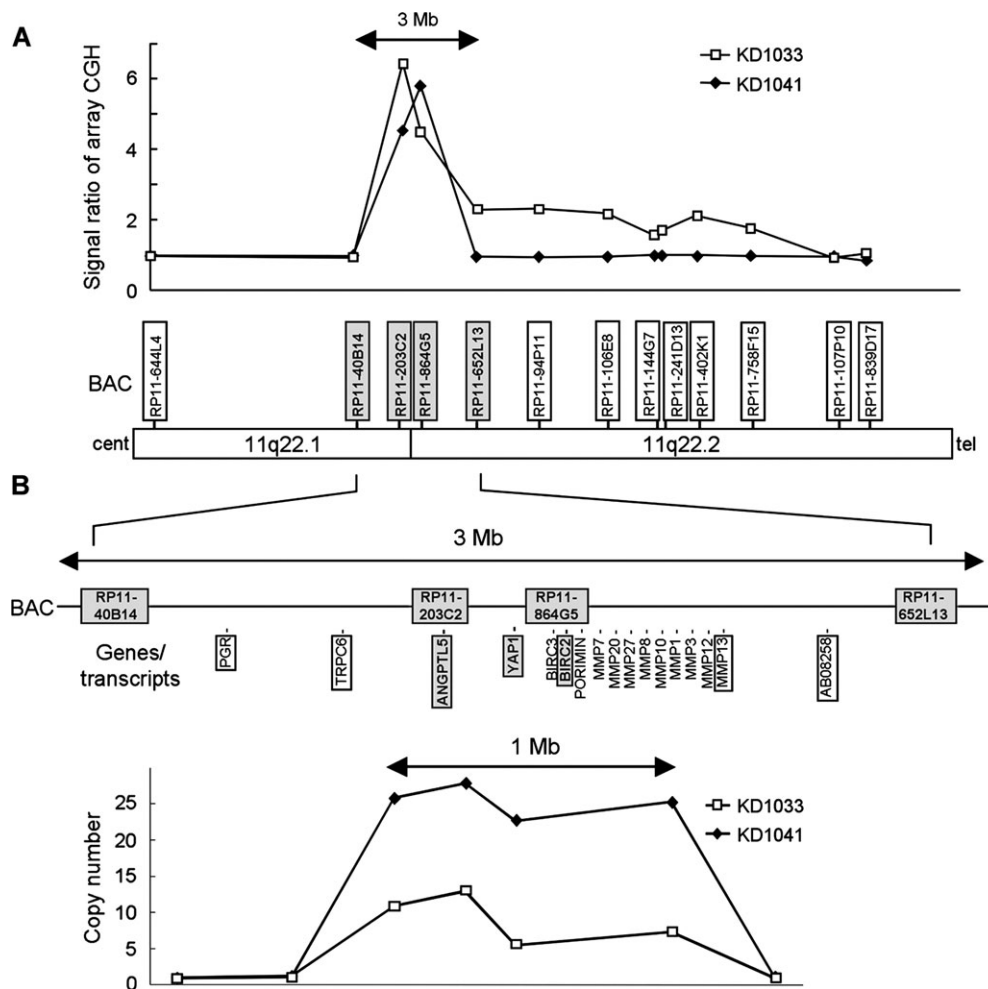 A
3 Mb
Signal ratio of array CGH
6
4
2
0
KD1033
KD1041
BAC
RP11-644L4
RP11-40B14
RP11-203C2
RP11-864G5
RP11-652L13
RP11-94P11
RP11-106E8
RP11-144G7
RP11-241D13
RP11-402K1
RP11-758F15
RP11-107P10
RP11-839D17
cent
11q22.1
11q22.2
tel
B
3 Mb
BAC
RP11-
40B14
RP11-
203C2
RP11-
864G5
RP11-
652L13
Genes/
transcripts
PGR-
TRPC6-
ANGPTL5-
YAP1-
BIRC3-
BIRC2-
PORIMIN-
MMP7-
MMP20-
MMP27-
MMP8-
MMP10-
MMP1-
MMP3-
MMP12-
MMP13-
AB08258-
1 Mb
Copy number
25
20
15
10
5
0
KD1033
KD1041